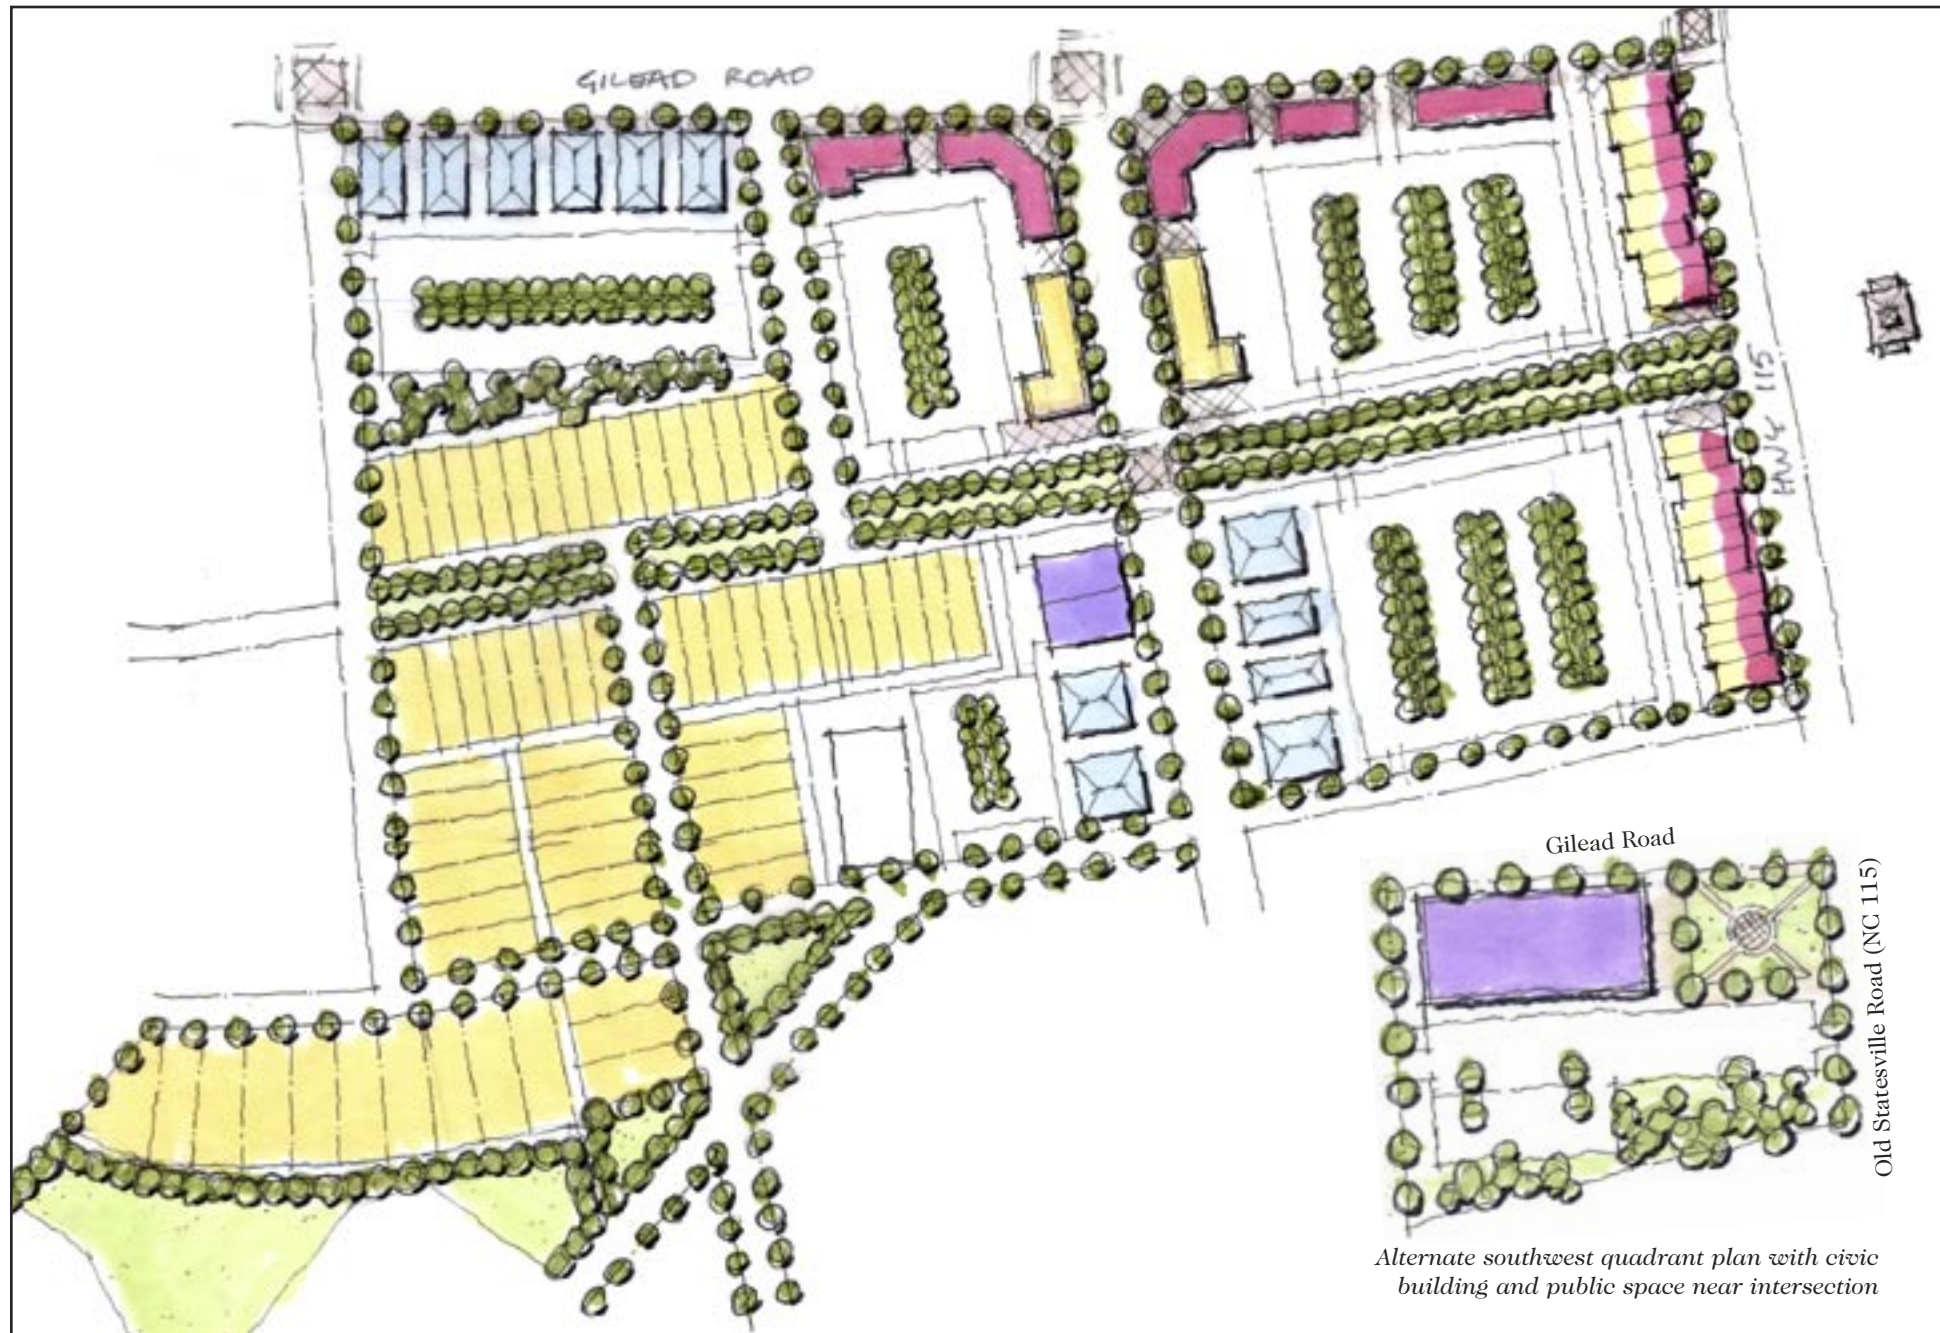 GILEAD ROAD
HWY 115
Gilead Road
Old Statesville Road (NC 115)
Alternate southwest quadrant plan with civic
building and public space near intersection